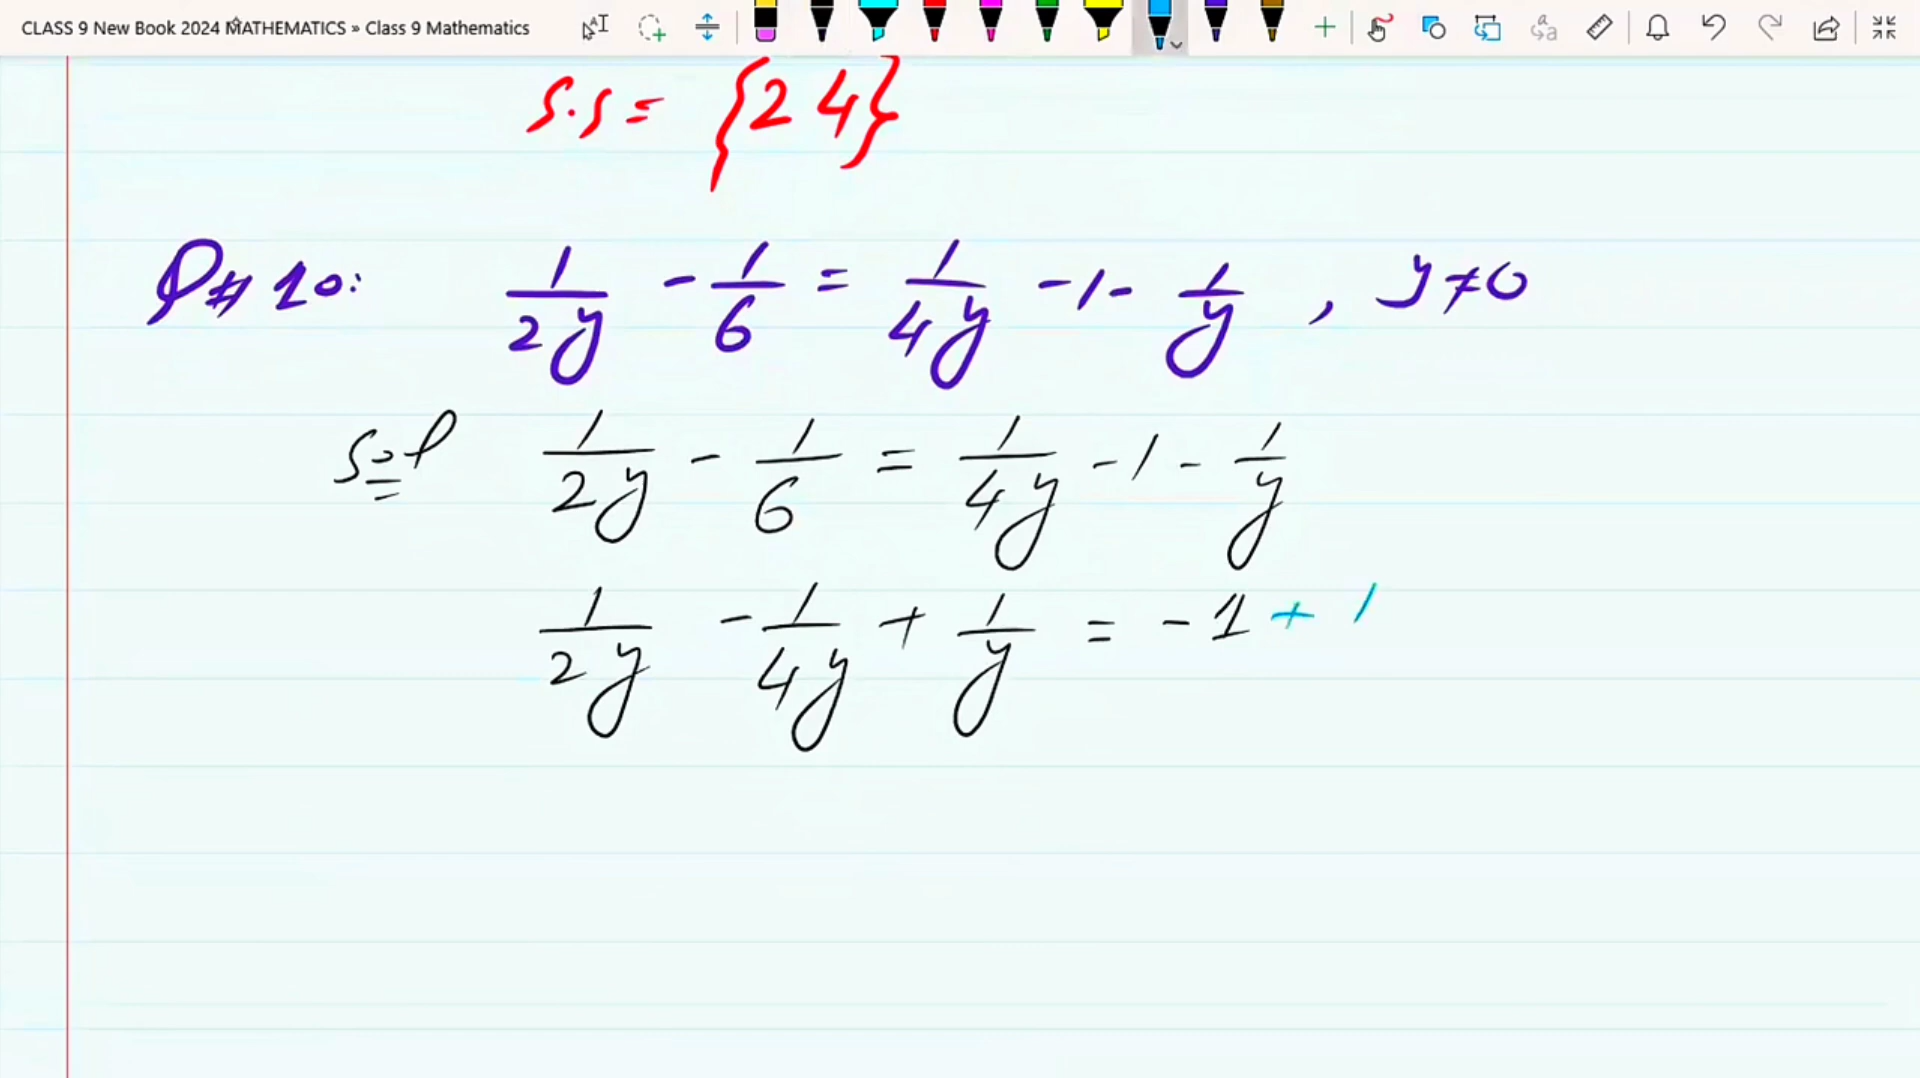 CLASS 9 New Book 2024 MATHEMATICS » Class 9 Mathematics
S.S = {24}
Q# 10: 1/2y - 1/6 = 1/4y - 1 - 1/y , y ≠ 0
Sol 1/2y - 1/6 = 1/4y - 1 - 1/y
1/2y - 1/4y + 1/y = - 1 + 1